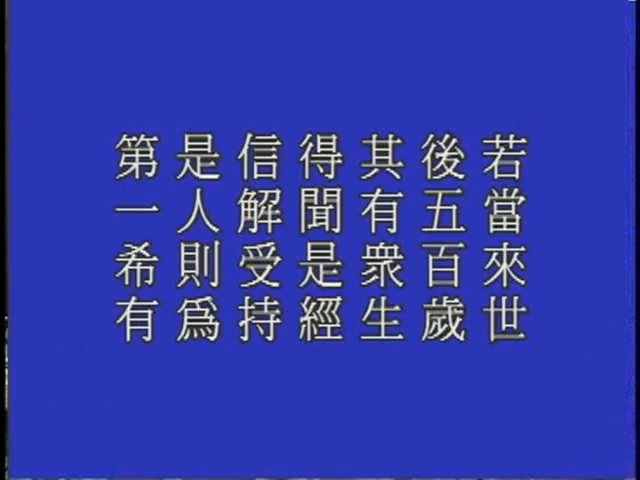 若當來世
後五百歲
其有衆生
得聞是經
信解受持
是人則爲
第一希有